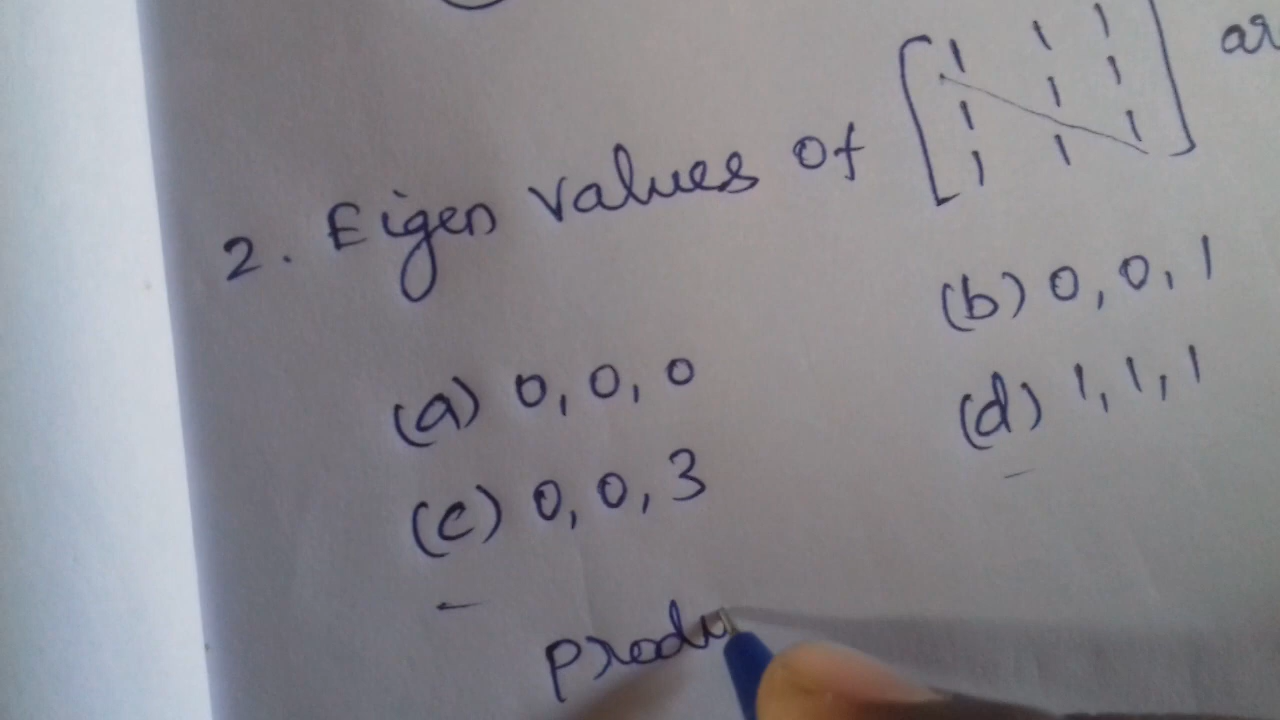 2. Eigen values of [1 1 1
1 1 1
1 1 1] ar
(a) 0, 0, 0 (b) 0, 0, 1
(c) 0, 0, 3 (d) 1, 1, 1
Produ